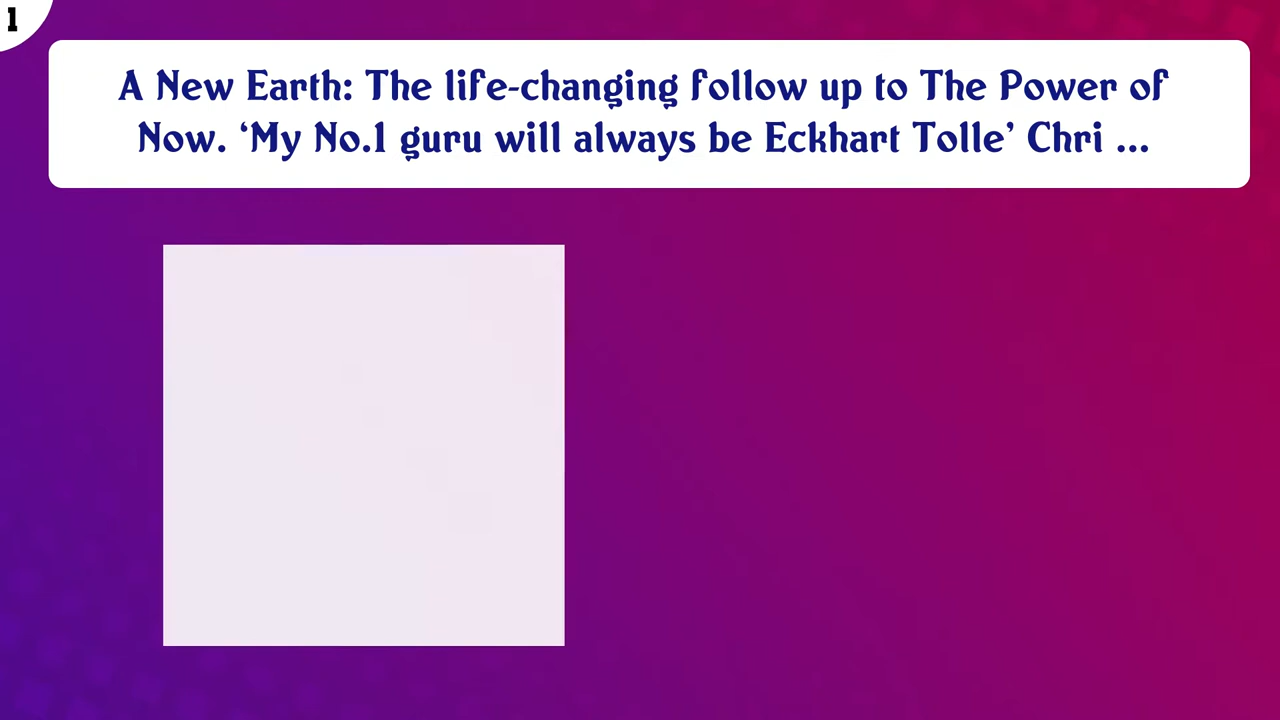 1
A New Earth: The life-changing follow up to The Power of
Now. ‘My No.1 guru will always be Eckhart Tolle’ Chri ...